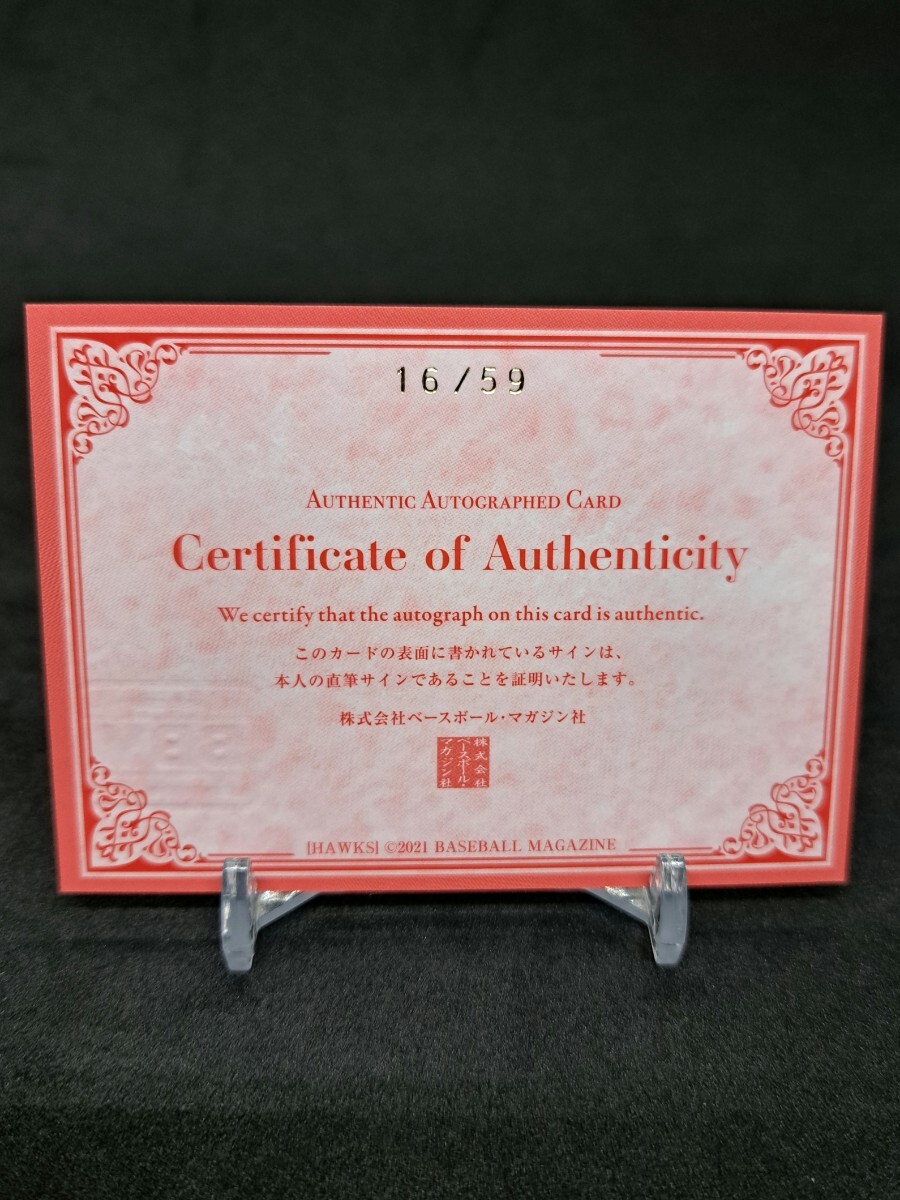 16/59
AUTHENTIC AUTOGRAPHED CARD
Certificate of Authenticity
We certify that the autograph on this card is authentic.
このカードの表面に書かれているサインは、
本人の直筆サインであることを証明いたします。
株式会社ベースボール・マガジン社
株式会社
ベースボール・
マガジン社
[HAWKS] ©2021 BASEBALL MAGAZINE